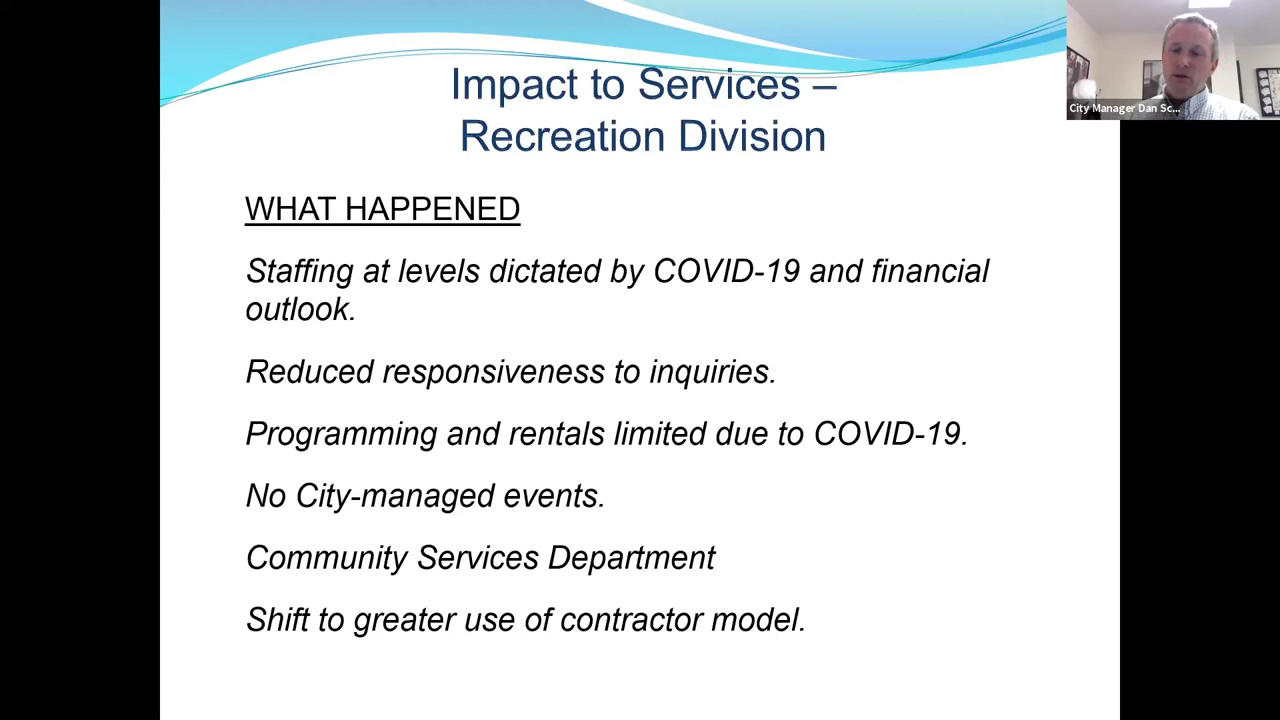 Impact to Services –
Recreation Division
City Manager Dan Sc...
WHAT HAPPENED
Staffing at levels dictated by COVID-19 and financial
outlook.
Reduced responsiveness to inquiries.
Programming and rentals limited due to COVID-19.
No City-managed events.
Community Services Department
Shift to greater use of contractor model.